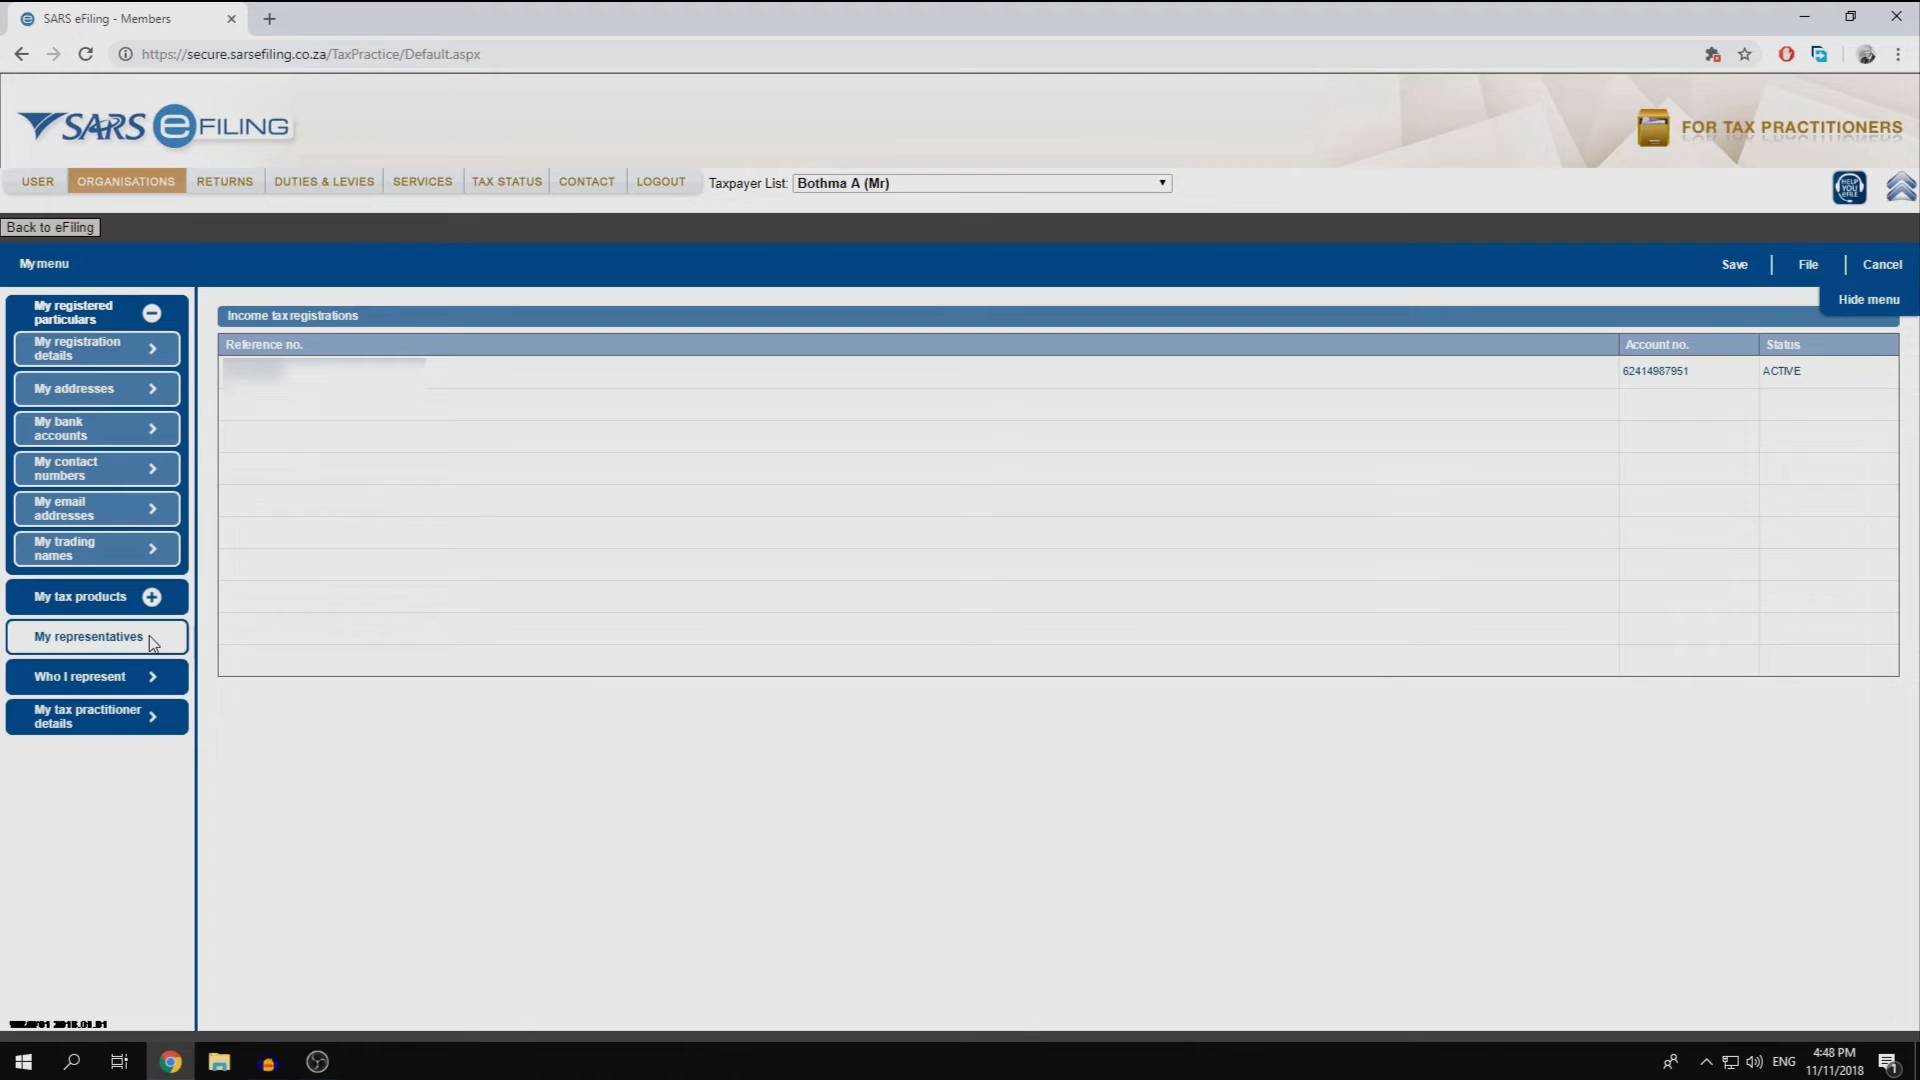 SARS eFiling - Members
https://secure.sarsefiling.co.za/TaxPractice/Default.aspx
SARS eFILING
FOR TAX PRACTITIONERS
USER ORGANISATIONS RETURNS DUTIES & LEVIES SERVICES TAX STATUS CONTACT LOGOUT Taxpayer List: Bothma A (Mr)
HELP YOU eFILE
Back to eFiling
My menu
Save | File | Cancel
Hide menu
My registered
particulars
My registration
details
My addresses
My bank
accounts
My contact
numbers
My email
addresses
My trading
names
My tax products
My representatives
Who I represent
My tax practitioner
details
Income tax registrations
Reference no. Account no. Status
62414987951 ACTIVE
ENG
4:48 PM
11/11/2018
1